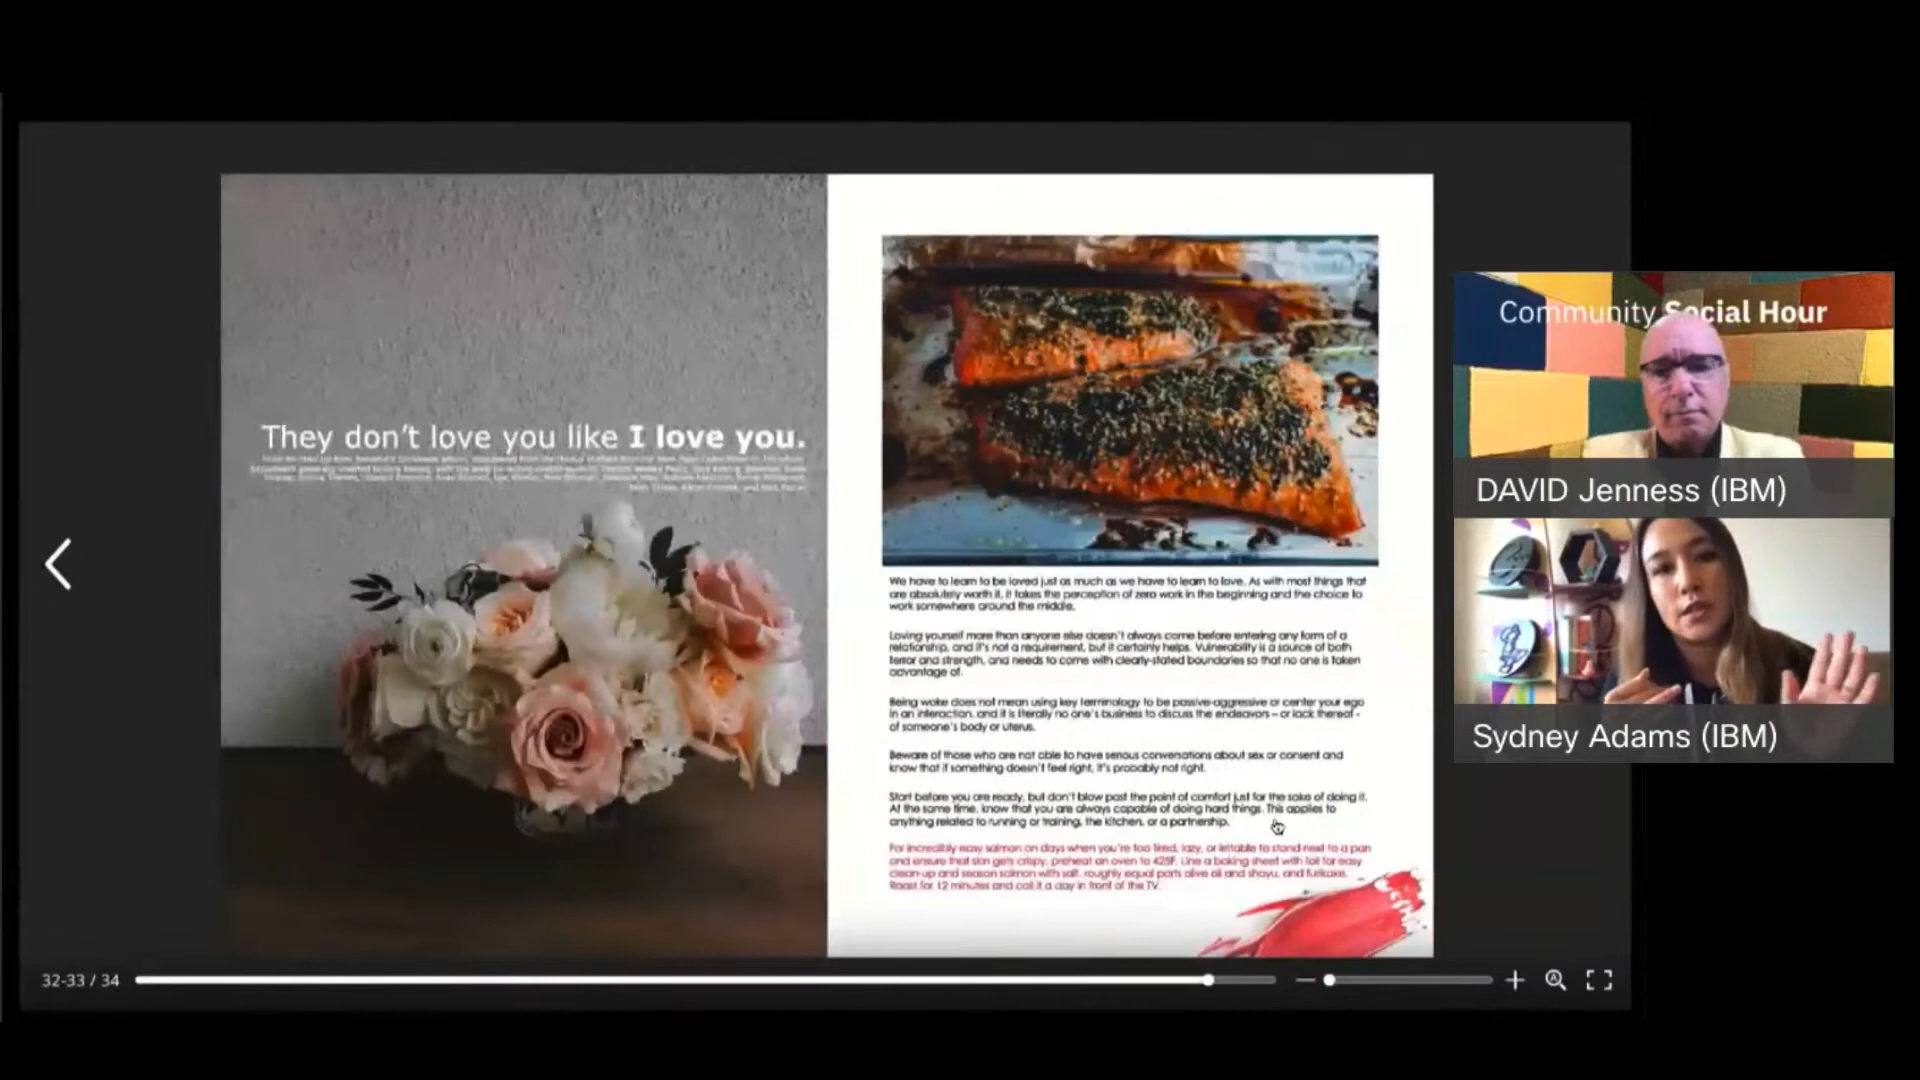 Community Social Hour
They don't love you like I love you.
DAVID Jenness (IBM)
We have to learn to be loved just as much as we have to learn to love. As with most things that
are absolutely worth it, it takes the perception of zero work in the beginning and the choice to
work somewhere around the middle.
Loving yourself more than anyone else doesn't always come before entering any form of a
relationship, and it's not a requirement, but it certainly helps. Vulnerability is a source of both
terror and strength, and needs to come with clearly-stated boundaries so that no one is taken
advantage of.
Being woke does not mean using key terminology to be passive-aggressive or center your ego
in an interaction, and it is literally no one's business to discuss the endeavors – or lack thereof -
of someone's body or uterus.
Sydney Adams (IBM)
Beware of those who are not able to have serious conversations about sex or consent and
know that if something doesn't feel right, it's probably not right.
Start before you are ready, but don't blow past the point of comfort just for the sake of doing it.
At the same time, know that you are always capable of doing hard things. This applies to
anything related to running or training, the kitchen, or a partnership.
For incredibly easy salmon on days when you're too tired, lazy, or irritable to stand next to a pan
and ensure that skin gets crispy, preheat an oven to 425F. Line a baking sheet with foil for easy
clean-up and season salmon with salt, roughly equal parts olive oil and shoyu, and furikake.
Roast for 12 minutes and call it a day in front of the TV.
32-33 / 34